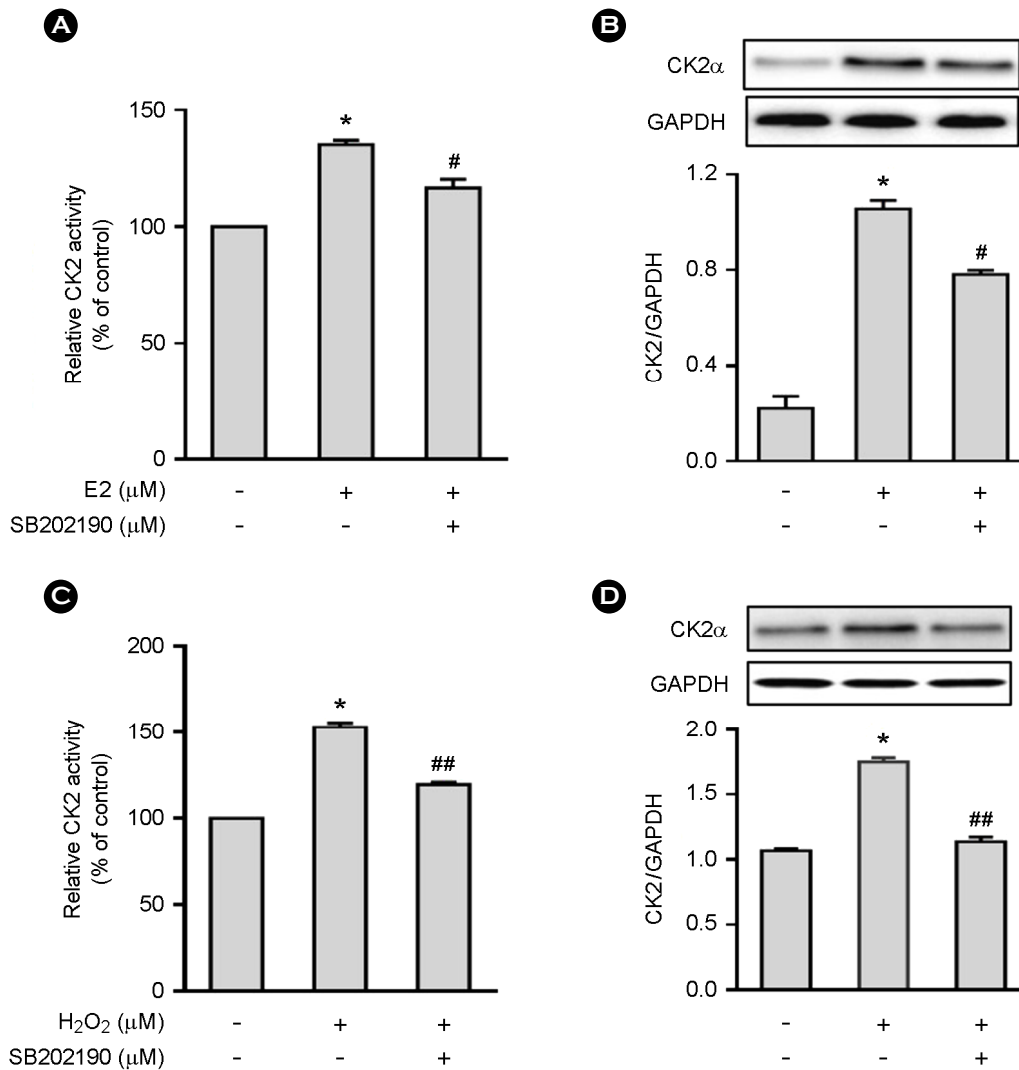 A
150
100
50
0
Relative CK2 activity
(% of control)
*
#
E2 (μM) - + +
SB202190 (μM) - - +
B
CK2α
GAPDH
1.2
0.8
0.4
0.0
CK2/GAPDH
*
#
- + +
- - +
C
200
150
100
50
0
Relative CK2 activity
(% of control)
*
##
H₂O₂ (μM) - + +
SB202190 (μM) - - +
D
CK2α
GAPDH
2.0
1.5
1.0
0.0
CK2/GAPDH
*
##
- + +
- - +